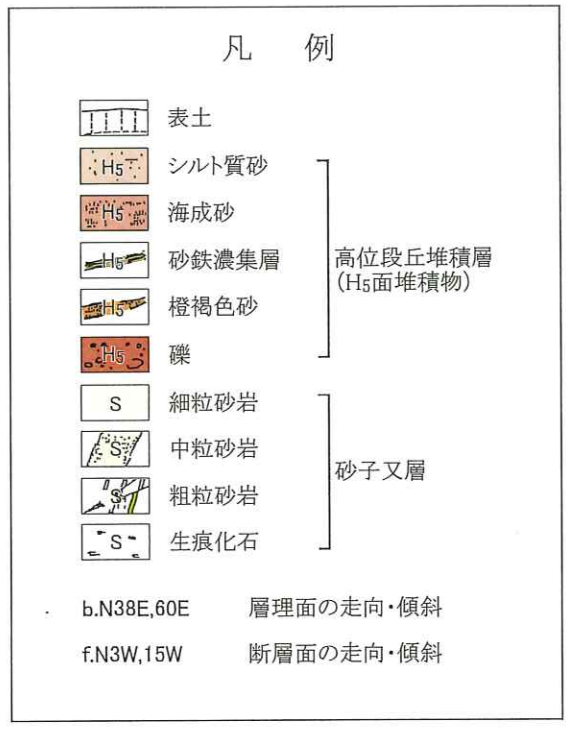 凡 例
表土
H5 シルト質砂
H5 海成砂
H5 砂鉄濃集層
H5 橙褐色砂
H5 礫
高位段丘堆積層
(H5面堆積物)
S 細粒砂岩
S 中粒砂岩
S 粗粒砂岩
S 生痕化石
砂子又層
b.N38E,60E 層理面の走向・傾斜
f.N3W,15W 断層面の走向・傾斜